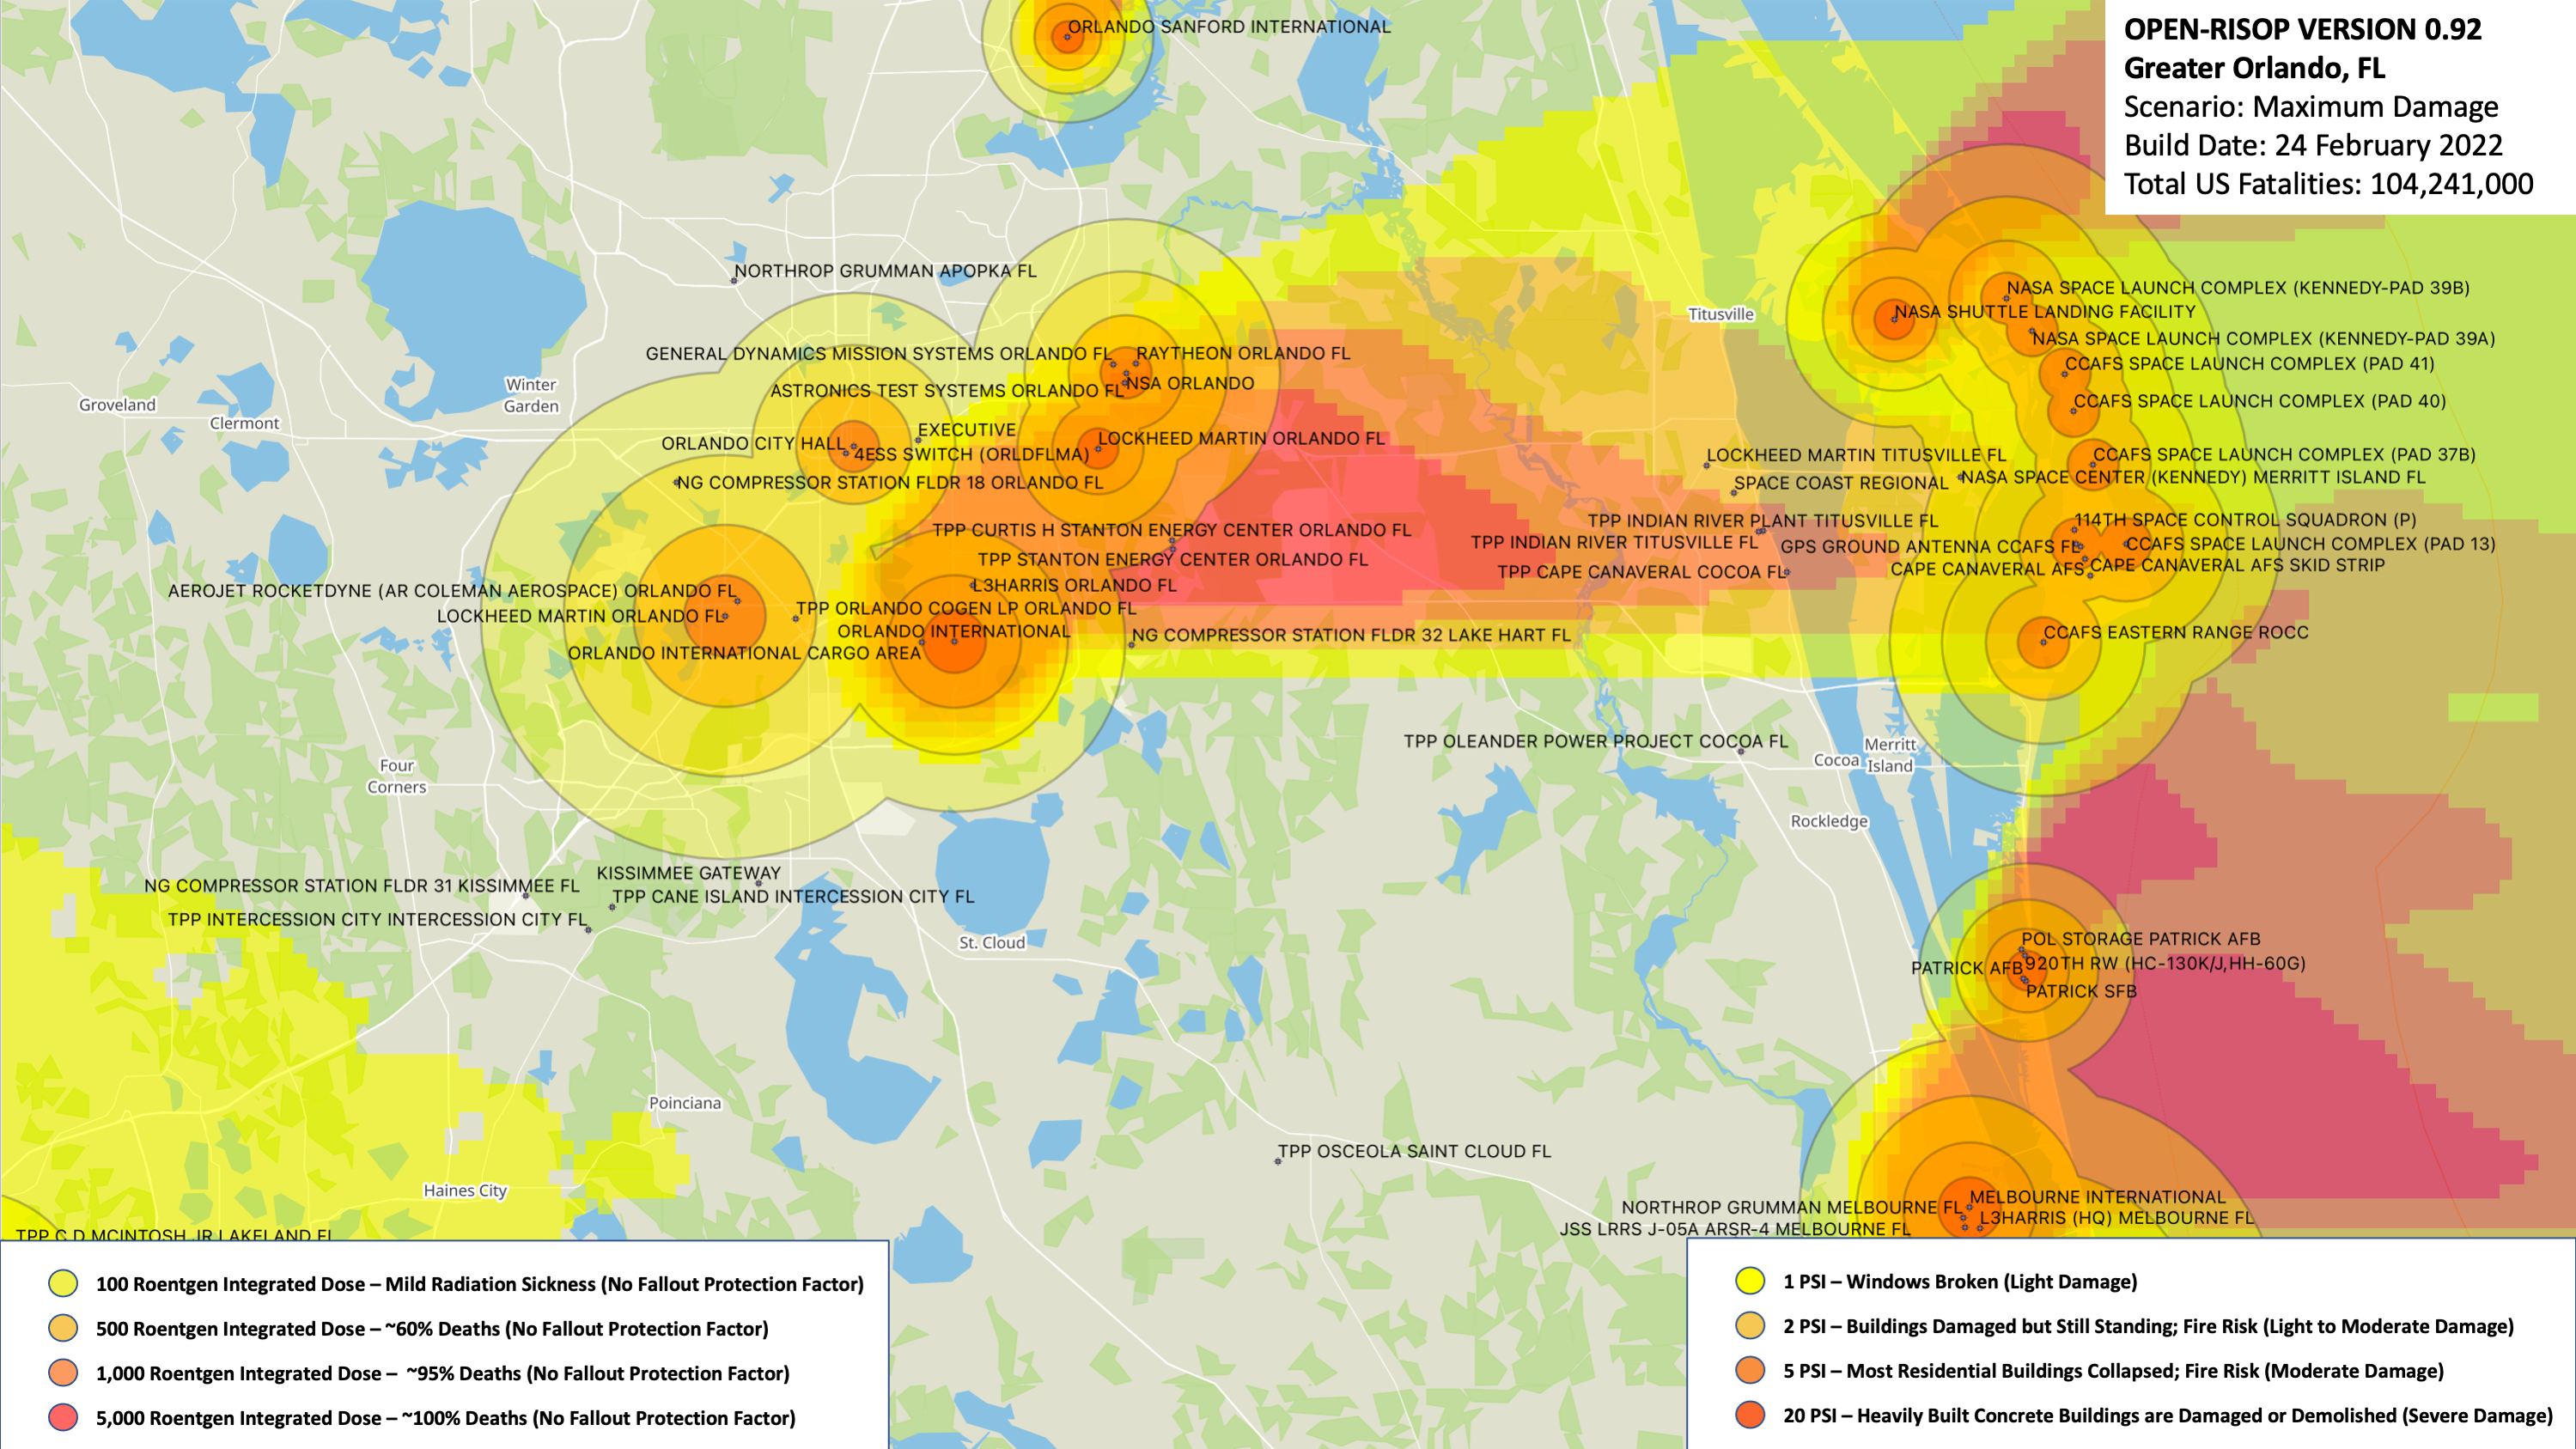 ORLANDO SANFORD INTERNATIONAL
OPEN-RISOP VERSION 0.92
Greater Orlando, FL
Scenario: Maximum Damage
Build Date: 24 February 2022
Total US Fatalities: 104,241,000
NORTHROP GRUMMAN APOPKA FL
NASA SPACE LAUNCH COMPLEX (KENNEDY-PAD 39B)
Titusville
NASA SHUTTLE LANDING FACILITY
NASA SPACE LAUNCH COMPLEX (KENNEDY-PAD 39A)
GENERAL DYNAMICS MISSION SYSTEMS ORLANDO FL
RAYTHEON ORLANDO FL
CCAFS SPACE LAUNCH COMPLEX (PAD 41)
ASTRONICS TEST SYSTEMS ORLANDO FL
NSA ORLANDO
Winter
Garden
Groveland
Clermont
CCAFS SPACE LAUNCH COMPLEX (PAD 40)
EXECUTIVE
ORLANDO CITY HALL
4ESS SWITCH (ORLDFLMA)
LOCKHEED MARTIN ORLANDO FL
LOCKHEED MARTIN TITUSVILLE FL
CCAFS SPACE LAUNCH COMPLEX (PAD 37B)
NG COMPRESSOR STATION FLDR 18 ORLANDO FL
SPACE COAST REGIONAL
NASA SPACE CENTER (KENNEDY) MERRITT ISLAND FL
TPP CURTIS H STANTON ENERGY CENTER ORLANDO FL
TPP INDIAN RIVER PLANT TITUSVILLE FL
114TH SPACE CONTROL SQUADRON (P)
TPP INDIAN RIVER TITUSVILLE FL
GPS GROUND ANTENNA CCAFS FL
CCAFS SPACE LAUNCH COMPLEX (PAD 13)
TPP STANTON ENERGY CENTER ORLANDO FL
TPP CAPE CANAVERAL COCOA FL
CAPE CANAVERAL AFS
CAPE CANAVERAL AFS SKID STRIP
L3HARRIS ORLANDO FL
AEROJET ROCKETDYNE (AR COLEMAN AEROSPACE) ORLANDO FL
LOCKHEED MARTIN ORLANDO FL
TPP ORLANDO COGEN LP ORLANDO FL
ORLANDO INTERNATIONAL
NG COMPRESSOR STATION FLDR 32 LAKE HART FL
CCAFS EASTERN RANGE ROCC
ORLANDO INTERNATIONAL CARGO AREA
TPP OLEANDER POWER PROJECT COCOA FL
Cocoa
Merritt
Island
Four
Corners
Rockledge
NG COMPRESSOR STATION FLDR 31 KISSIMMEE FL
KISSIMMEE GATEWAY
TPP CANE ISLAND INTERCESSION CITY FL
TPP INTERCESSION CITY INTERCESSION CITY FL
St. Cloud
POL STORAGE PATRICK AFB
PATRICK AFB
920TH RW (HC-130K/J,HH-60G)
PATRICK SFB
Poinciana
TPP OSCEOLA SAINT CLOUD FL
Haines City
NORTHROP GRUMMAN MELBOURNE FL
MELBOURNE INTERNATIONAL
L3HARRIS (HQ) MELBOURNE FL
JSS LRRS J-05A ARSR-4 MELBOURNE FL
TPP C D MCINTOSH JR LAKELAND FL
100 Roentgen Integrated Dose – Mild Radiation Sickness (No Fallout Protection Factor)
500 Roentgen Integrated Dose – ~60% Deaths (No Fallout Protection Factor)
1,000 Roentgen Integrated Dose – ~95% Deaths (No Fallout Protection Factor)
5,000 Roentgen Integrated Dose – ~100% Deaths (No Fallout Protection Factor)
1 PSI – Windows Broken (Light Damage)
2 PSI – Buildings Damaged but Still Standing; Fire Risk (Light to Moderate Damage)
5 PSI – Most Residential Buildings Collapsed; Fire Risk (Moderate Damage)
20 PSI – Heavily Built Concrete Buildings are Damaged or Demolished (Severe Damage)